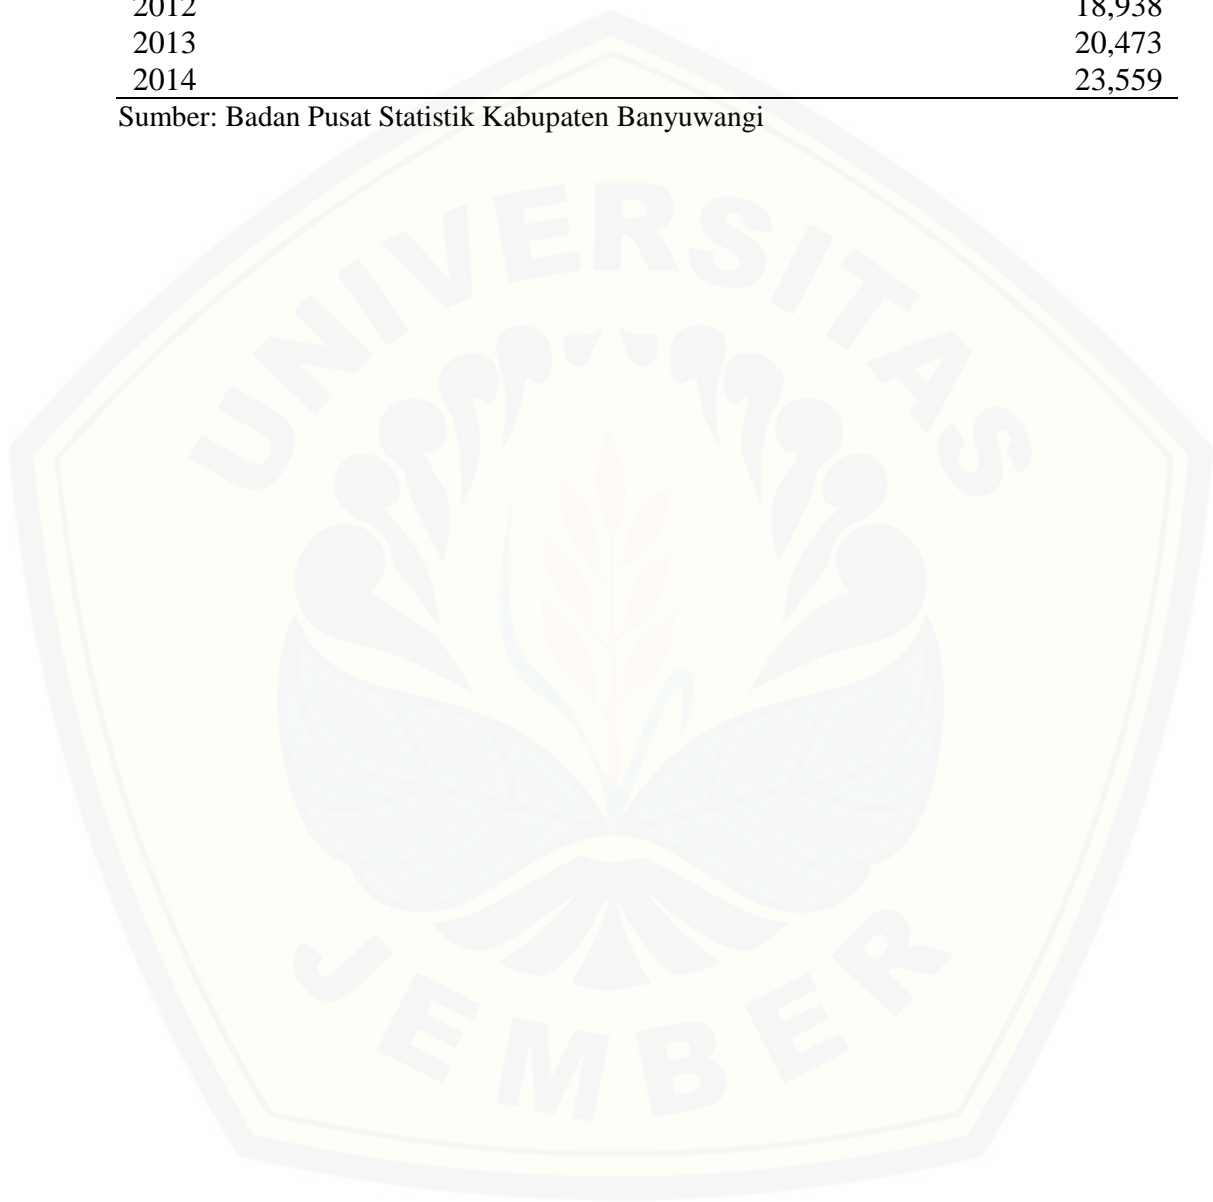 2012 18,938
2013 20,473
2014 23,559
Sumber: Badan Pusat Statistik Kabupaten Banyuwangi
UNIVERSITAS
JEMBER